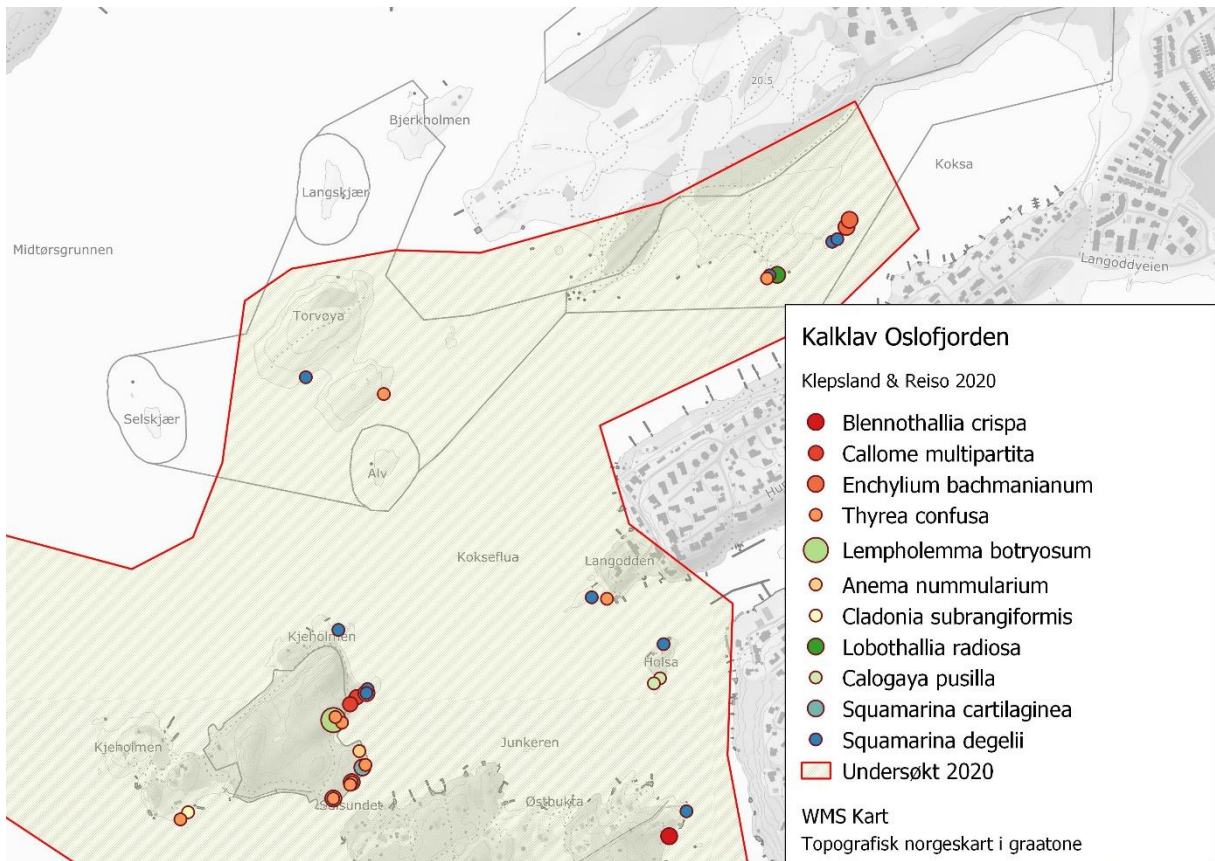 20.5
Bjerkholmen
Koksa
Langskjær
Midtørsgrunnen
Langoddveien
Torvøya
Selskjær
Alv
Kokseflua
Langodden
Kjeholmen
Holsa
Kjeholmen
Junkeren
Østbukta
Kalklav Oslofjorden
Klepsland & Reiso 2020
Blennothallia crispa
Callome multipartita
Enchylium bachmanianum
Thyrea confusa
Lempholemma botryosum
Anema nummularium
Cladonia subrangiformis
Lobothallia radiosa
Calogaya pusilla
Squamarina cartilaginea
Squamarina degelii
Undersøkt 2020
WMS Kart
Topografisk norgeskart i graatone